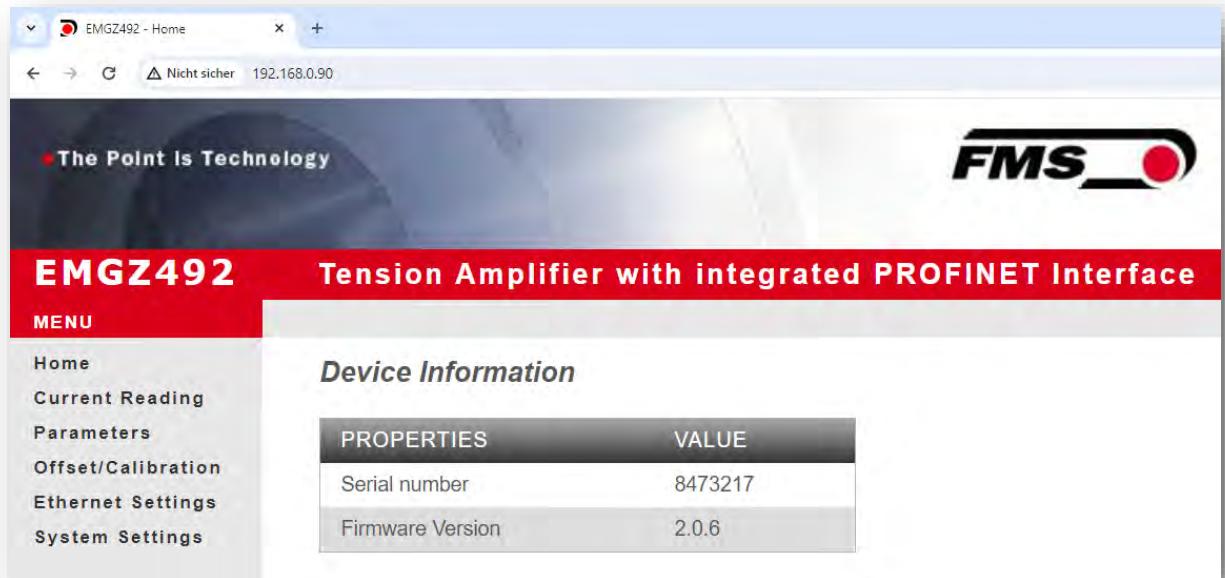 EMGZ492 - Home
Nicht sicher 192.168.0.90
The Point Is Technology
FMS
EMGZ492 Tension Amplifier with integrated PROFINET Interface
MENU
Home
Current Reading
Parameters
Offset/Calibration
Ethernet Settings
System Settings
Device Information
PROPERTIES VALUE
Serial number 8473217
Firmware Version 2.0.6